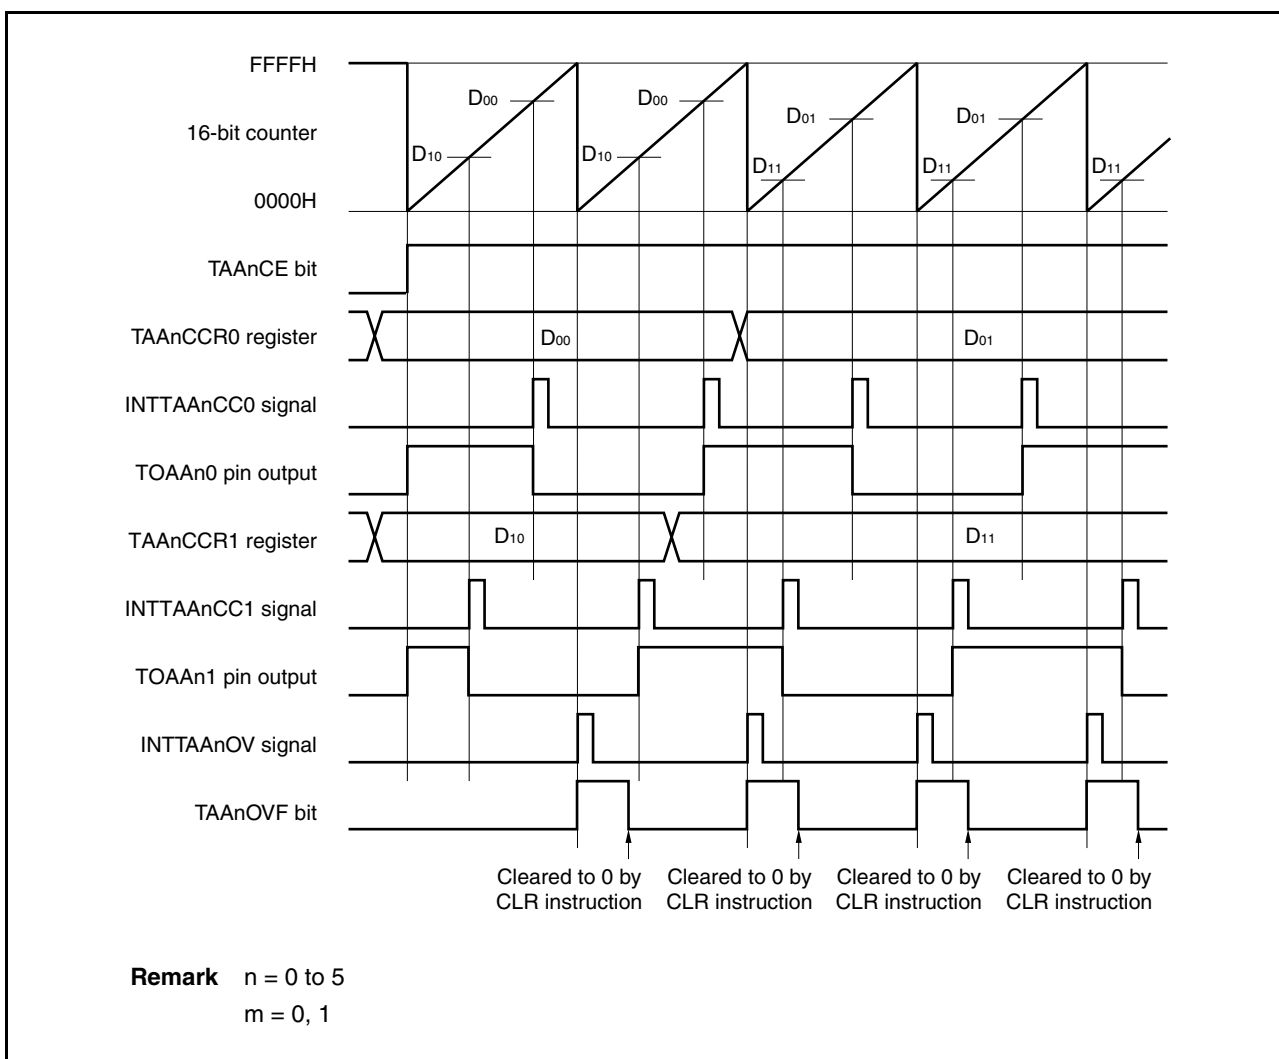 FFFFH
D00
D00
D01
D01
16-bit counter
D10
D10
D11
D11
D11
0000H
TAAnCE bit
TAAnCCR0 register
D00
D01
INTTAAnCC0 signal
TOAAn0 pin output
TAAnCCR1 register
D10
D11
INTTAAnCC1 signal
TOAAn1 pin output
INTTAAnOV signal
TAAnOVF bit
Cleared to 0 by
CLR instruction
Cleared to 0 by
CLR instruction
Cleared to 0 by
CLR instruction
Cleared to 0 by
CLR instruction
Remark n = 0 to 5
m = 0, 1